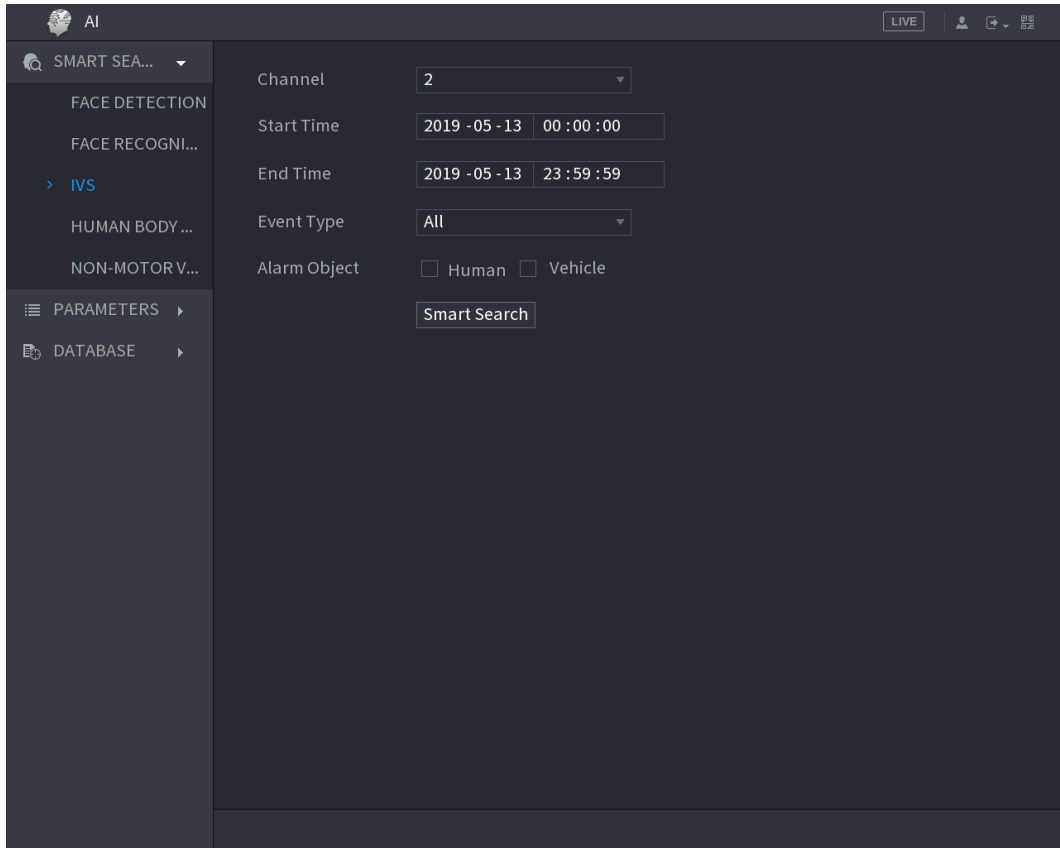 AI
LIVE
SMART SEA...
FACE DETECTION
FACE RECOGNI...
IVS
HUMAN BODY ...
NON-MOTOR V...
PARAMETERS
DATABASE
Channel 2
Start Time 2019 -05 -13 00 :00 :00
End Time 2019 -05 -13 23 :59 :59
Event Type All
Alarm Object Human Vehicle
Smart Search